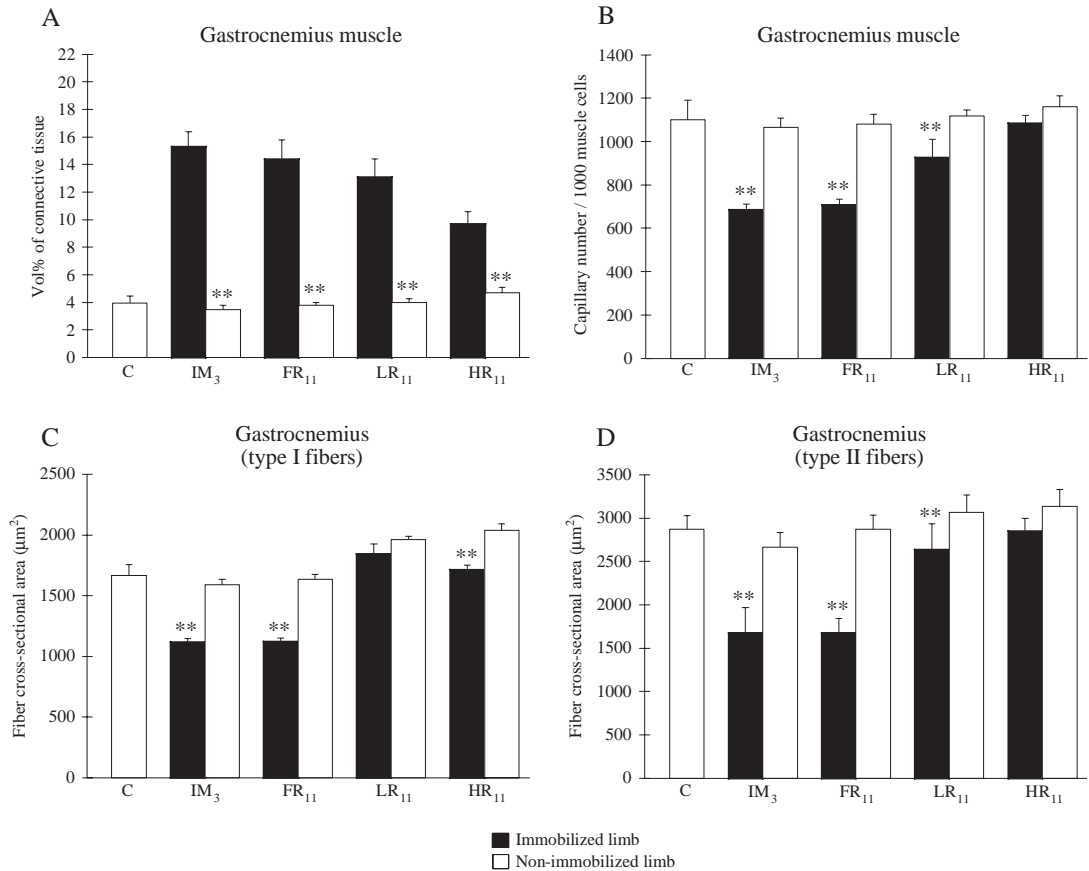 A
Gastrocnemius muscle
Vol% of connective tissue
22
20
18
16
14
12
10
8
6
4
2
0
**
**
**
**
C IM3 FR11 LR11 HR11
B
Gastrocnemius muscle
Capillary number / 1000 muscle cells
1400
1200
1000
800
600
400
200
0
**
**
**
C IM3 FR11 LR11 HR11
C
Gastrocnemius
(type I fibers)
Fiber cross-sectional area (μm²)
2500
2000
1500
1000
500
0
**
**
**
C IM3 FR11 LR11 HR11
D
Gastrocnemius
(type II fibers)
Fiber cross-sectional area (μm²)
3500
3000
2500
2000
1500
1000
500
0
**
**
**
C IM3 FR11 LR11 HR11
Immobilized limb
Non-immobilized limb